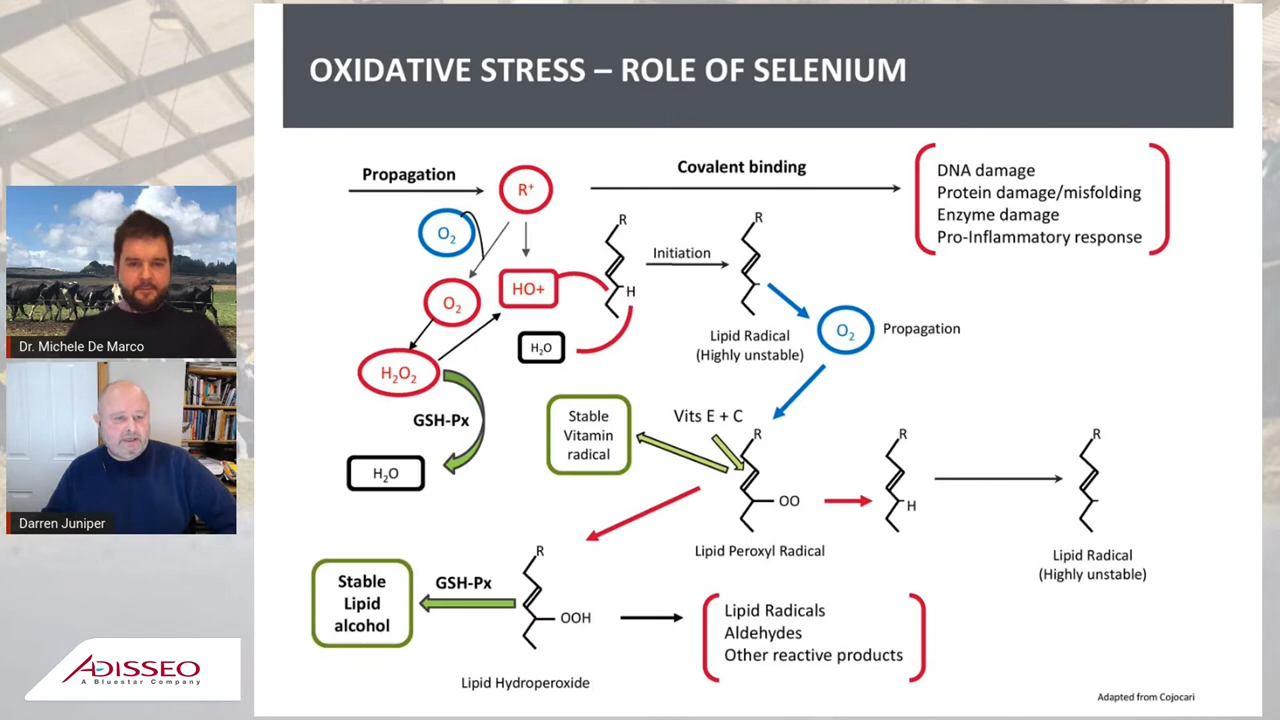 OXIDATIVE STRESS – ROLE OF SELENIUM
Propagation
R⁺
Covalent binding
DNA damage
Protein damage/misfolding
Enzyme damage
Pro-Inflammatory response
O₂
R
Initiation
R
O₂
HO+
H
H₂O
Lipid Radical
(Highly unstable)
O₂
Propagation
H₂O₂
GSH-Px
H₂O
Stable
Vitamin
radical
Vits E + C
R
OO
Lipid Peroxyl Radical
R
H
R
Lipid Radical
(Highly unstable)
Stable
Lipid
alcohol
GSH-Px
R
OOH
Lipid Hydroperoxide
Lipid Radicals
Aldehydes
Other reactive products
Adapted from Cojocari
Dr. Michele De Marco
Darren Juniper
ADISSEO
A Bluestar Company